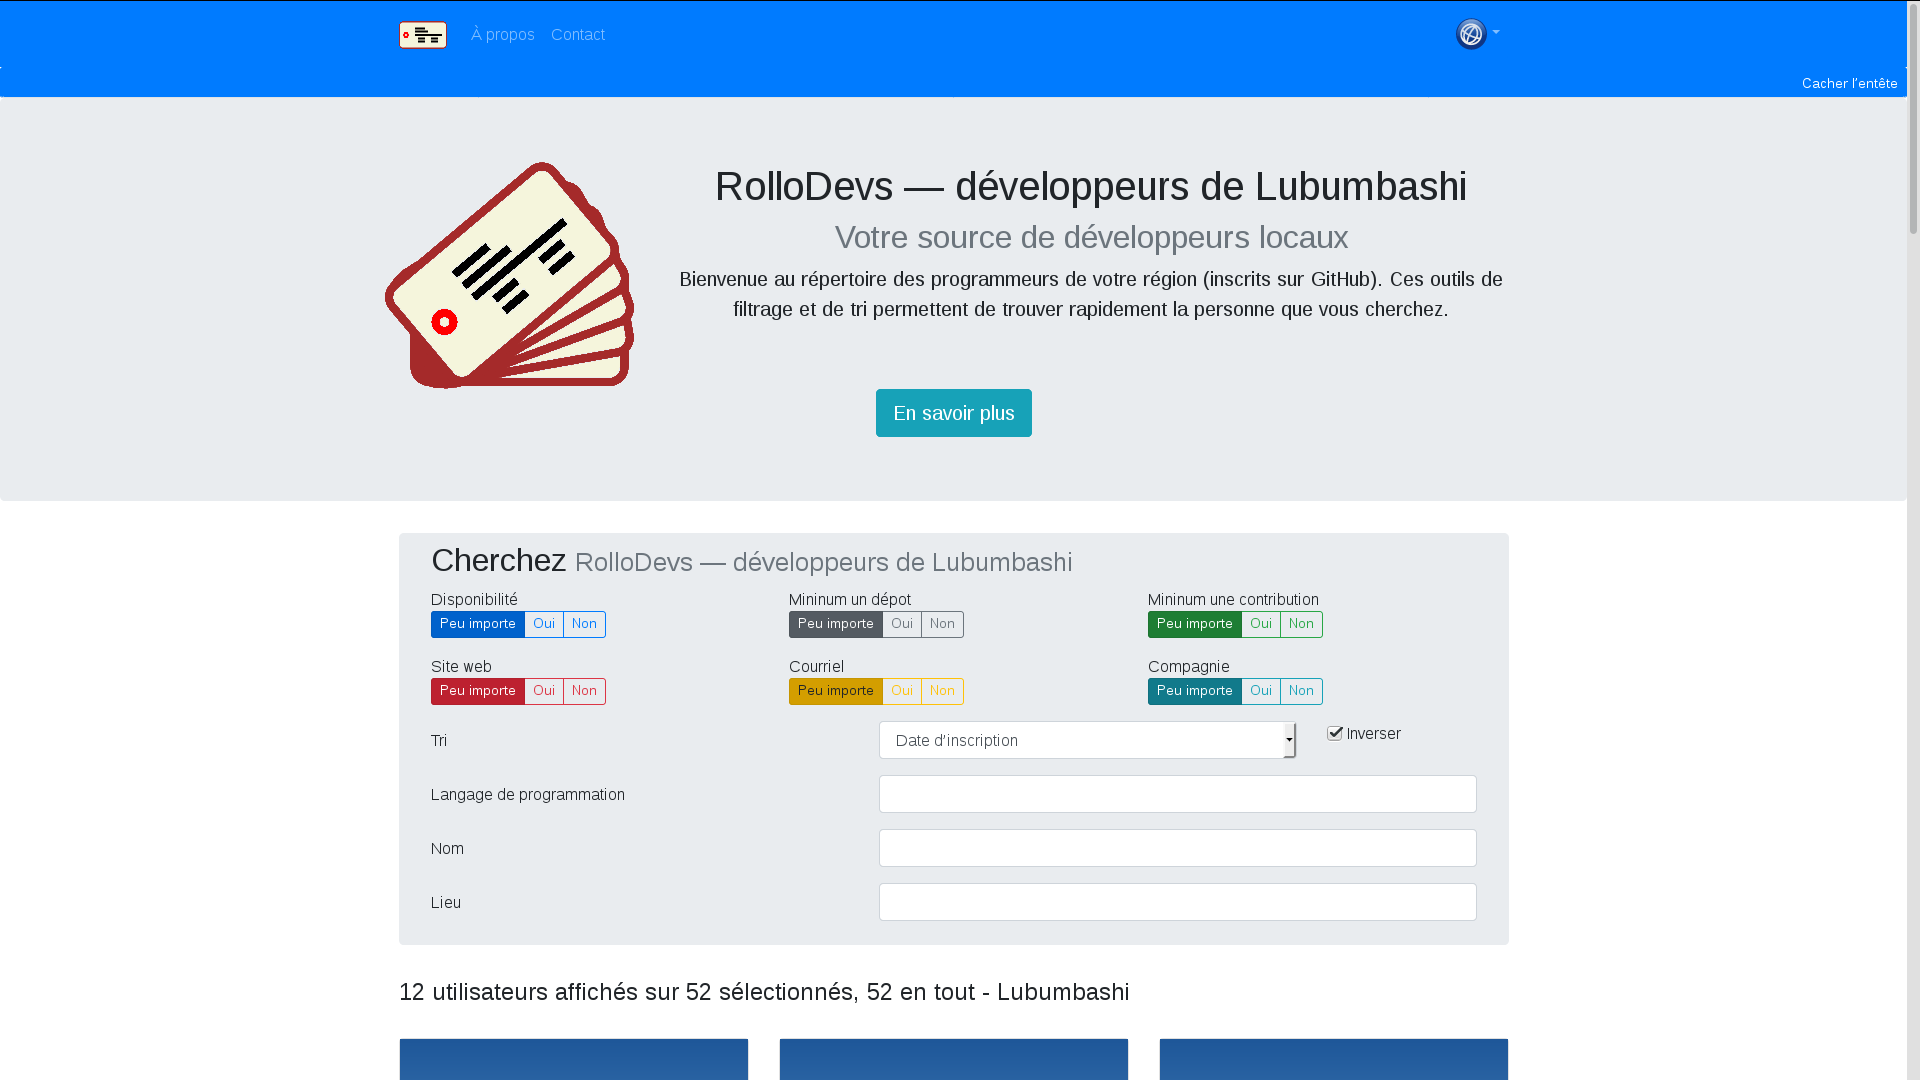 À propos Contact
Cacher l'entête
RolloDevs — développeurs de Lubumbashi
Votre source de développeurs locaux
Bienvenue au répertoire des programmeurs de votre région (inscrits sur GitHub). Ces outils de
filtrage et de tri permettent de trouver rapidement la personne que vous cherchez.
En savoir plus
Cherchez RolloDevs — développeurs de Lubumbashi
Disponibilité Mininum un dépot Mininum une contribution
Peu importe Oui Non Peu importe Oui Non Peu importe Oui Non
Site web Courriel Compagnie
Peu importe Oui Non Peu importe Oui Non Peu importe Oui Non
Tri Date d'inscription Inverser
Langage de programmation
Nom
Lieu
12 utilisateurs affichés sur 52 sélectionnés, 52 en tout - Lubumbashi